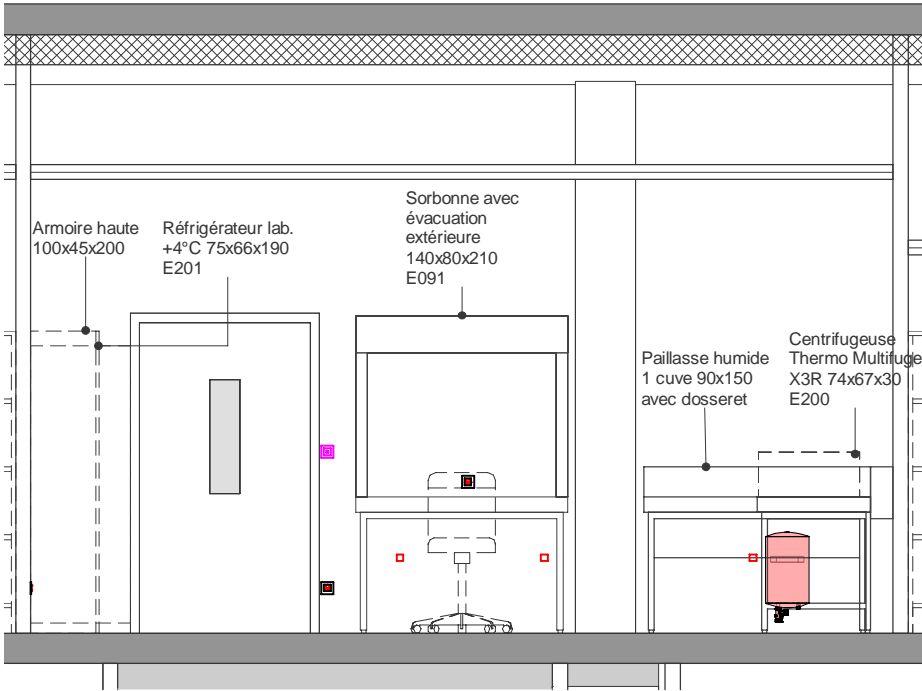 Armoire haute
100x45x200
Réfrigérateur lab.
+4°C 75x66x190
E201
Sorbonne avec
évacuation
extérieure
140x80x210
E091
Paillasse humide
1 cuve 90x150
avec dosseret
Centrifugeuse
Thermo Multifuge
X3R 74x67x30
E200